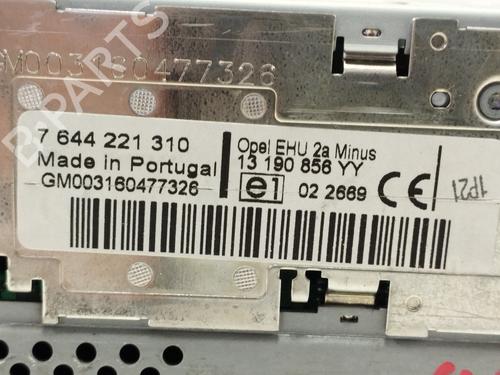 GM003160477326
B-PARTS
7 644 221 310
Made in Portugal
GM003160477326
Opel EHU 2a Minus
13 190 856 YY
e1 02 2669 CE
1P21